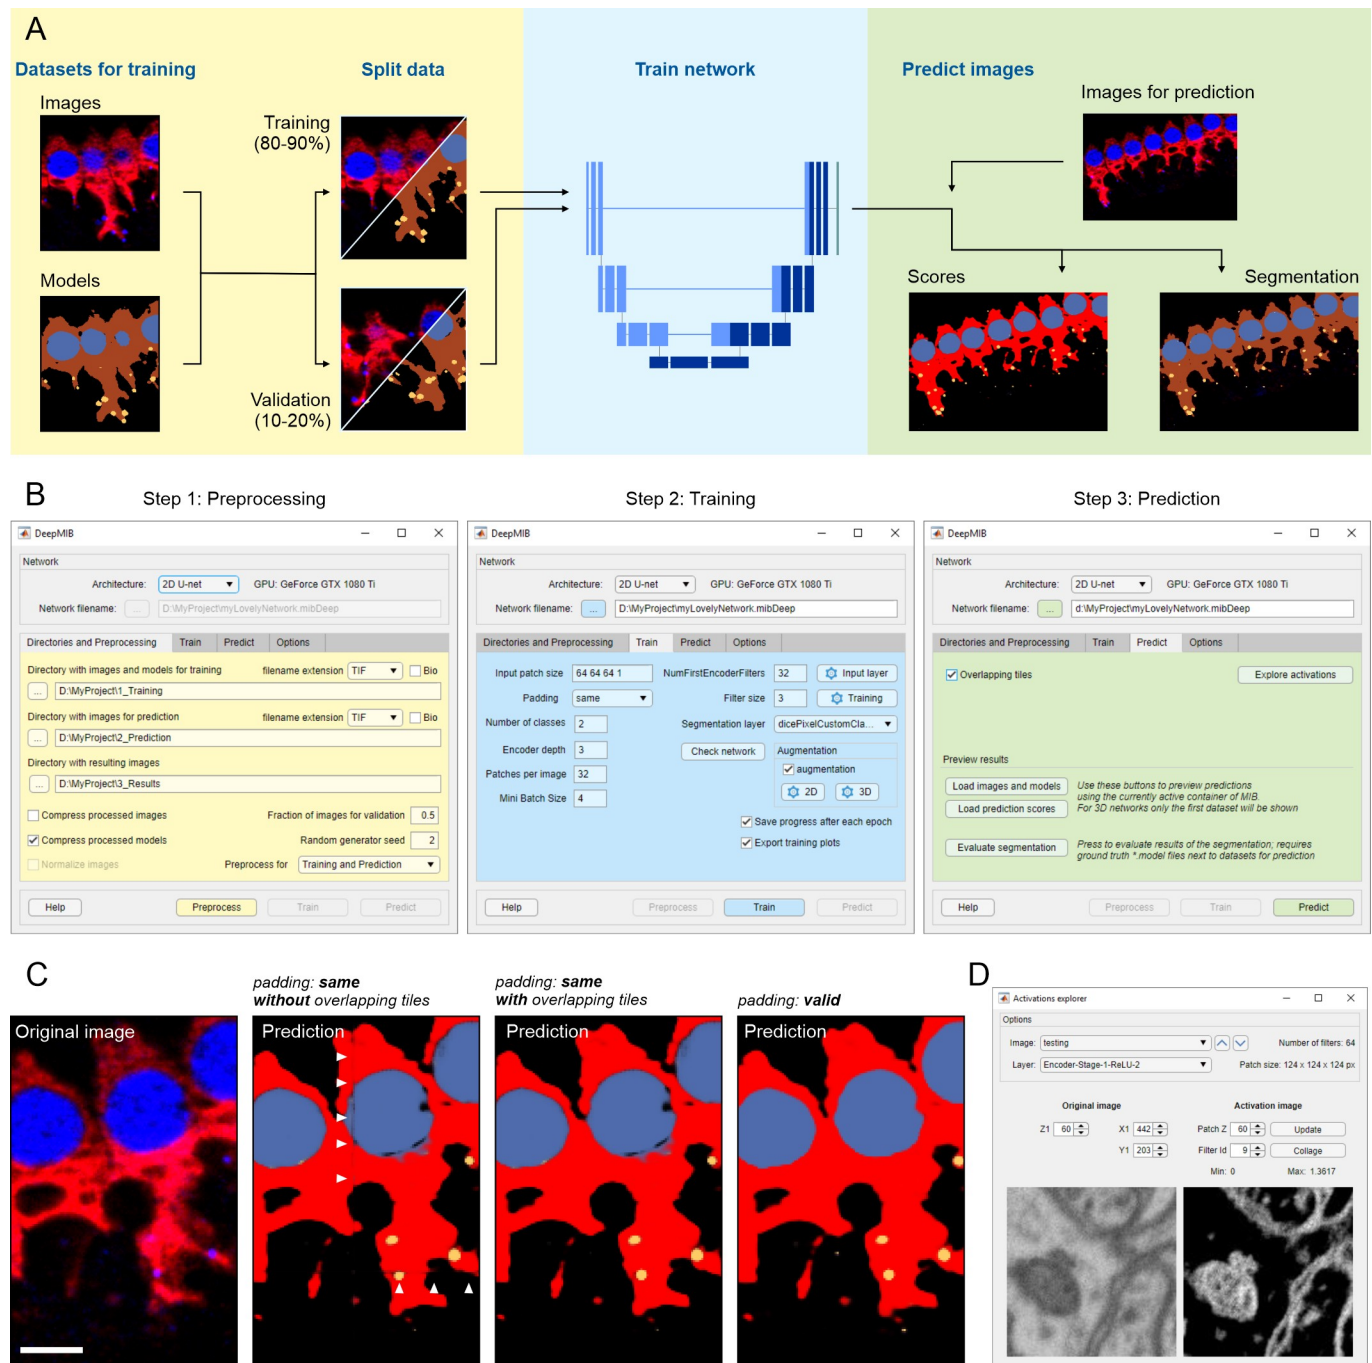 A
Datasets for training
Split data
Train network
Predict images
Images
Training
(80-90%)
Images for prediction
Models
Validation
(10-20%)
Scores
Segmentation
B
Step 1: Preprocessing
Step 2: Training
Step 3: Prediction
DeepMIB
Network
Architecture: 2D U-net GPU: GeForce GTX 1080 Ti
Network filename: ... D:\MyProject\myLovelyNetwork.mibDeep
Directories and Preprocessing Train Predict Options
Directory with images and models for training filename extension TIF Bio
... D:\MyProject\1_Training
Directory with images for prediction filename extension TIF Bio
... D:\MyProject\2_Prediction
Directory with resulting images
... D:\MyProject\3_Results
Compress processed images Fraction of images for validation 0.5
Compress processed models Random generator seed 2
Normalize images Preprocess for Training and Prediction
Help Preprocess Train Predict
DeepMIB
Network
Architecture: 2D U-net GPU: GeForce GTX 1080 Ti
Network filename: ... D:\MyProject\myLovelyNetwork.mibDeep
Directories and Preprocessing Train Predict Options
Input patch size 64 64 64 1 NumFirstEncoderFilters 32 Input layer
Padding same Filter size 3 Training
Number of classes 2 Segmentation layer dicePixelCustomCla...
Encoder depth 3 Check network Augmentation
Patches per image 32 augmentation
Mini Batch Size 4 2D 3D
Save progress after each epoch
Export training plots
Help Preprocess Train Predict
DeepMIB
Network
Architecture: 2D U-net GPU: GeForce GTX 1080 Ti
Network filename: ... d:\MyProject\myLovelyNetwork.mibDeep
Directories and Preprocessing Train Predict Options
Overlapping tiles Explore activations
Preview results
Load images and models
Load prediction scores
Use these buttons to preview predictions
using the currently active container of MIB.
For 3D networks only the first dataset will be shown
Evaluate segmentation
Press to evaluate results of the segmentation; requires
ground truth *.model files next to datasets for prediction
Help Preprocess Train Predict
C
Original image
padding: same
without overlapping tiles
Prediction
padding: same
with overlapping tiles
Prediction
padding: valid
Prediction
D
Activations explorer
Options
Image: testing Number of filters: 64
Layer: Encoder-Stage-1-ReLU-2 Patch size: 124 x 124 x 124 px
Original image Activation image
Z1 60 X1 442 Patch Z 60 Update
Y1 203 Filter Id 9 Collage
Min: 0 Max: 1.3617